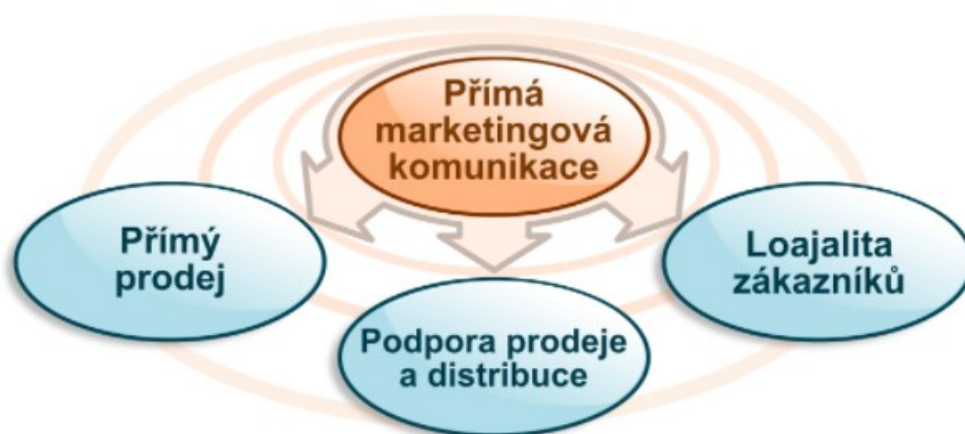 Přímá
marketingová
komunikace
Přímý
prodej
Podpora prodeje
a distribuce
Loajalita
zákazníků